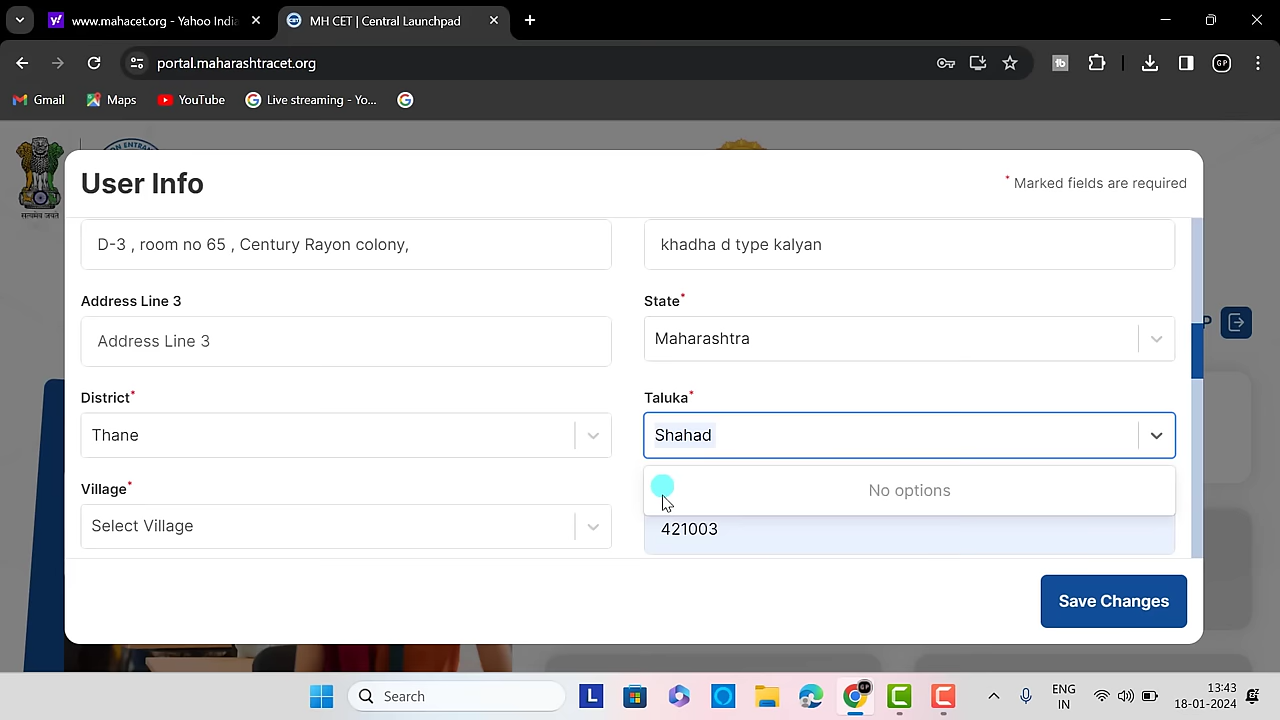 www.mahacet.org - Yahoo Indi
MH CET | Central Launchpad
portal.maharashtracet.org
Gmail
Maps
YouTube
Live streaming - Yo...
सत्यमेव जयते
User Info
* Marked fields are required
D-3 , room no 65 , Century Rayon colony,
khadha d type kalyan
Address Line 3
State*
Address Line 3
Maharashtra
District*
Taluka*
Thane
Shahad
No options
Village*
Select Village
421003
Save Changes
Search
ENG
IN
13:43
18-01-2024